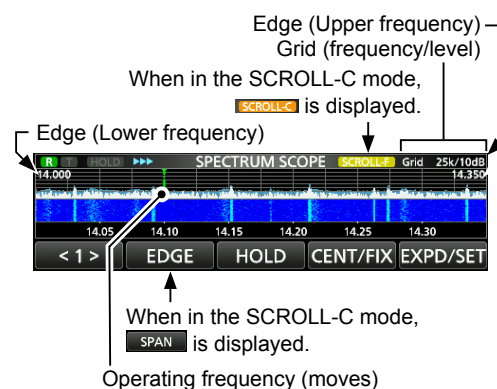 Edge (Upper frequency)
Grid (frequency/level)
When in the SCROLL-C mode,
SCROLL-C is displayed.
Edge (Lower frequency)
R T HOLD SPECTRUM SCOPE SCROLL-F Grid 25k/10dB
14.000 14.350
14.05 14.10 14.15 14.20 14.25 14.30
< 1 > EDGE HOLD CENT/FIX EXPD/SET
When in the SCROLL-C mode,
SPAN is displayed.
Operating frequency (moves)